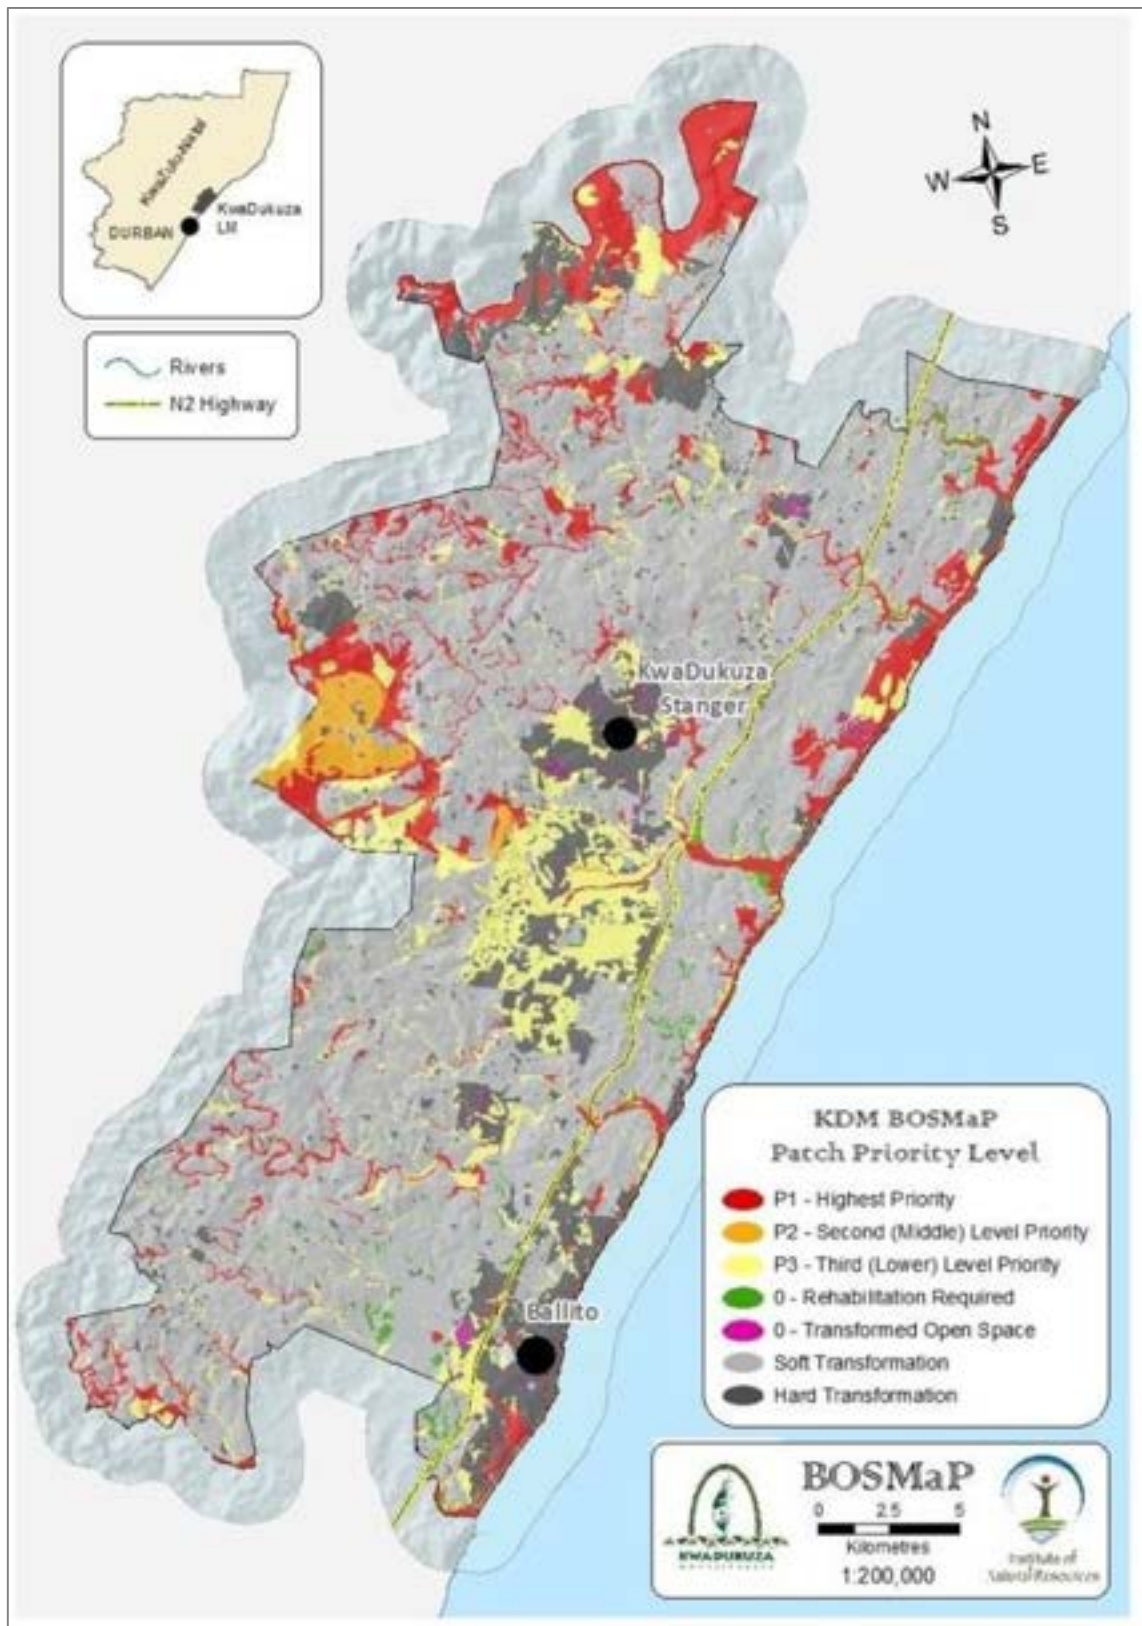 KwaZulu-Natal
DURBAN
KwaDukuza
LM
N
W
E
S
Rivers
N2 Highway
KwaDukuza
Stanger
Ballito
KDM BOSMaP
Patch Priority Level
P1 - Highest Priority
P2 - Second (Middle) Level Priority
P3 - Third (Lower) Level Priority
0 - Rehabilitation Required
0 - Transformed Open Space
Soft Transformation
Hard Transformation
BOSMaP
0 2.5 5
Kilometres
1:200,000
KWADUKUZA
Institute of
Natural Resources